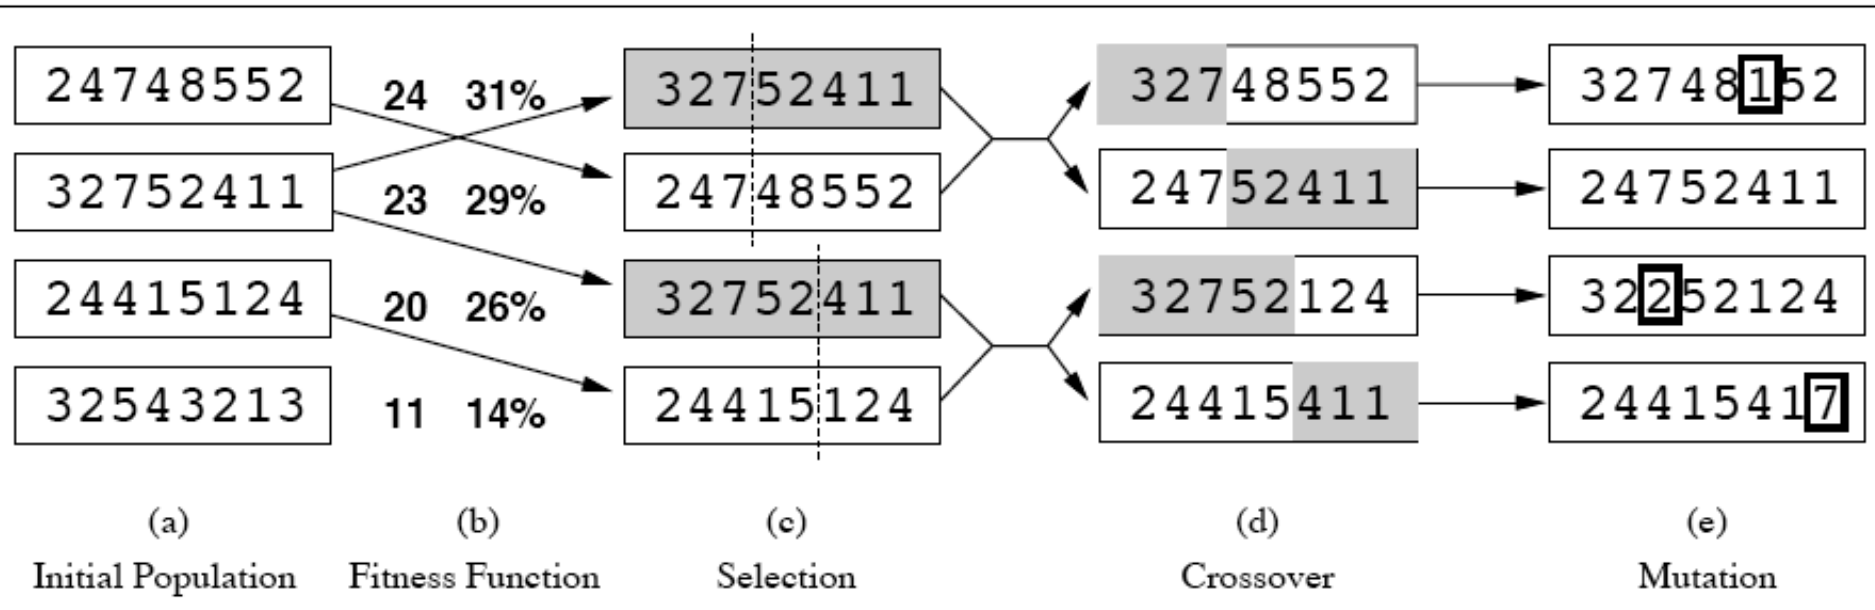 24748552 24 31% 32752411 32748552 32748152
32752411 23 29% 24748552 24752411 24752411
24415124 20 26% 32752411 32752124 32252124
32543213 11 14% 24415124 24415411 24415417
(a) (b) (c) (d) (e)
Initial Population Fitness Function Selection Crossover Mutation